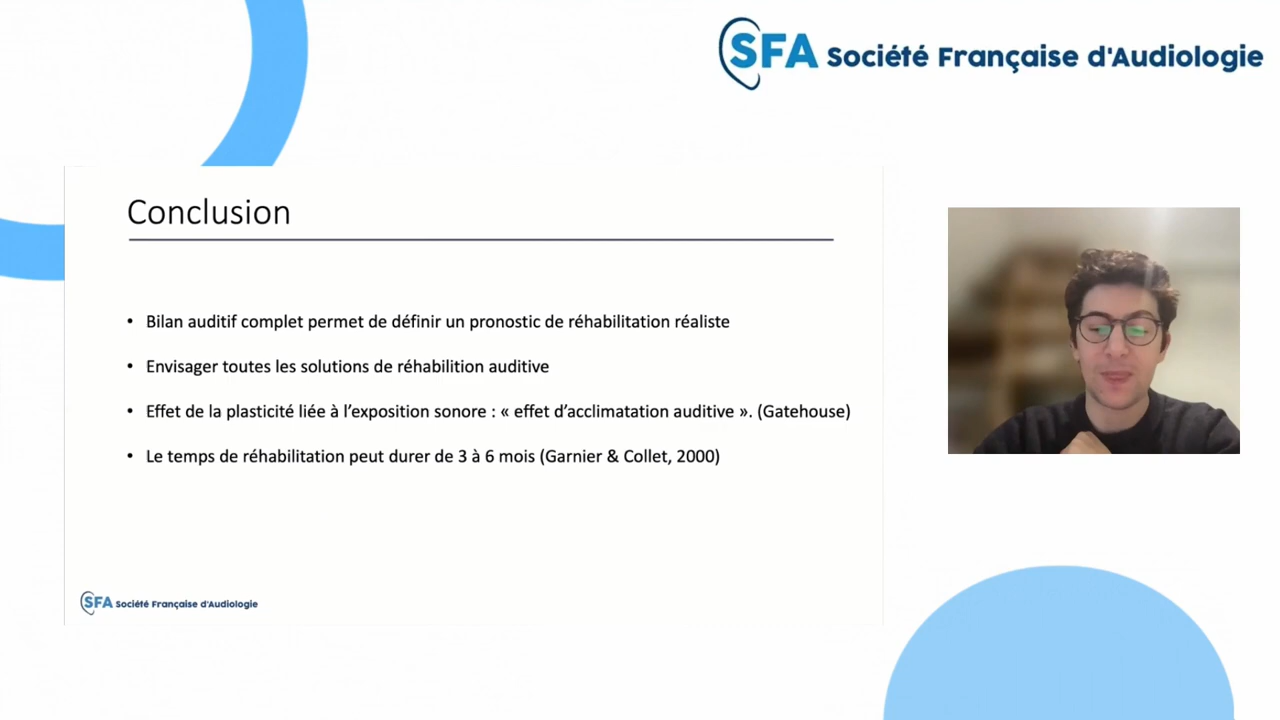 SFA Société Française d'Audiologie
Conclusion
• Bilan auditif complet permet de définir un pronostic de réhabilitation réaliste
• Envisager toutes les solutions de réhabilition auditive
• Effet de la plasticité liée à l’exposition sonore : « effet d’acclimatation auditive ». (Gatehouse)
• Le temps de réhabilitation peut durer de 3 à 6 mois (Garnier & Collet, 2000)
SFA Société Française d'Audiologie